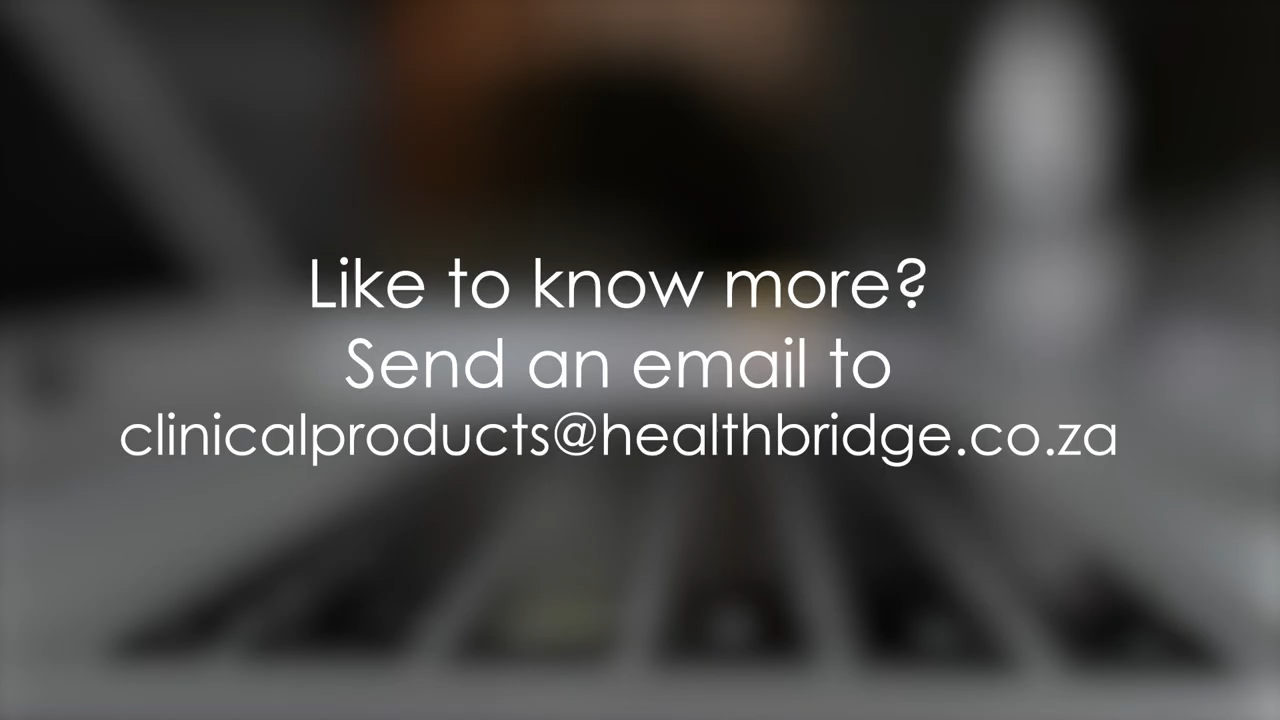 Like to know more?
Send an email to
clinicalproducts@healthbridge.co.za